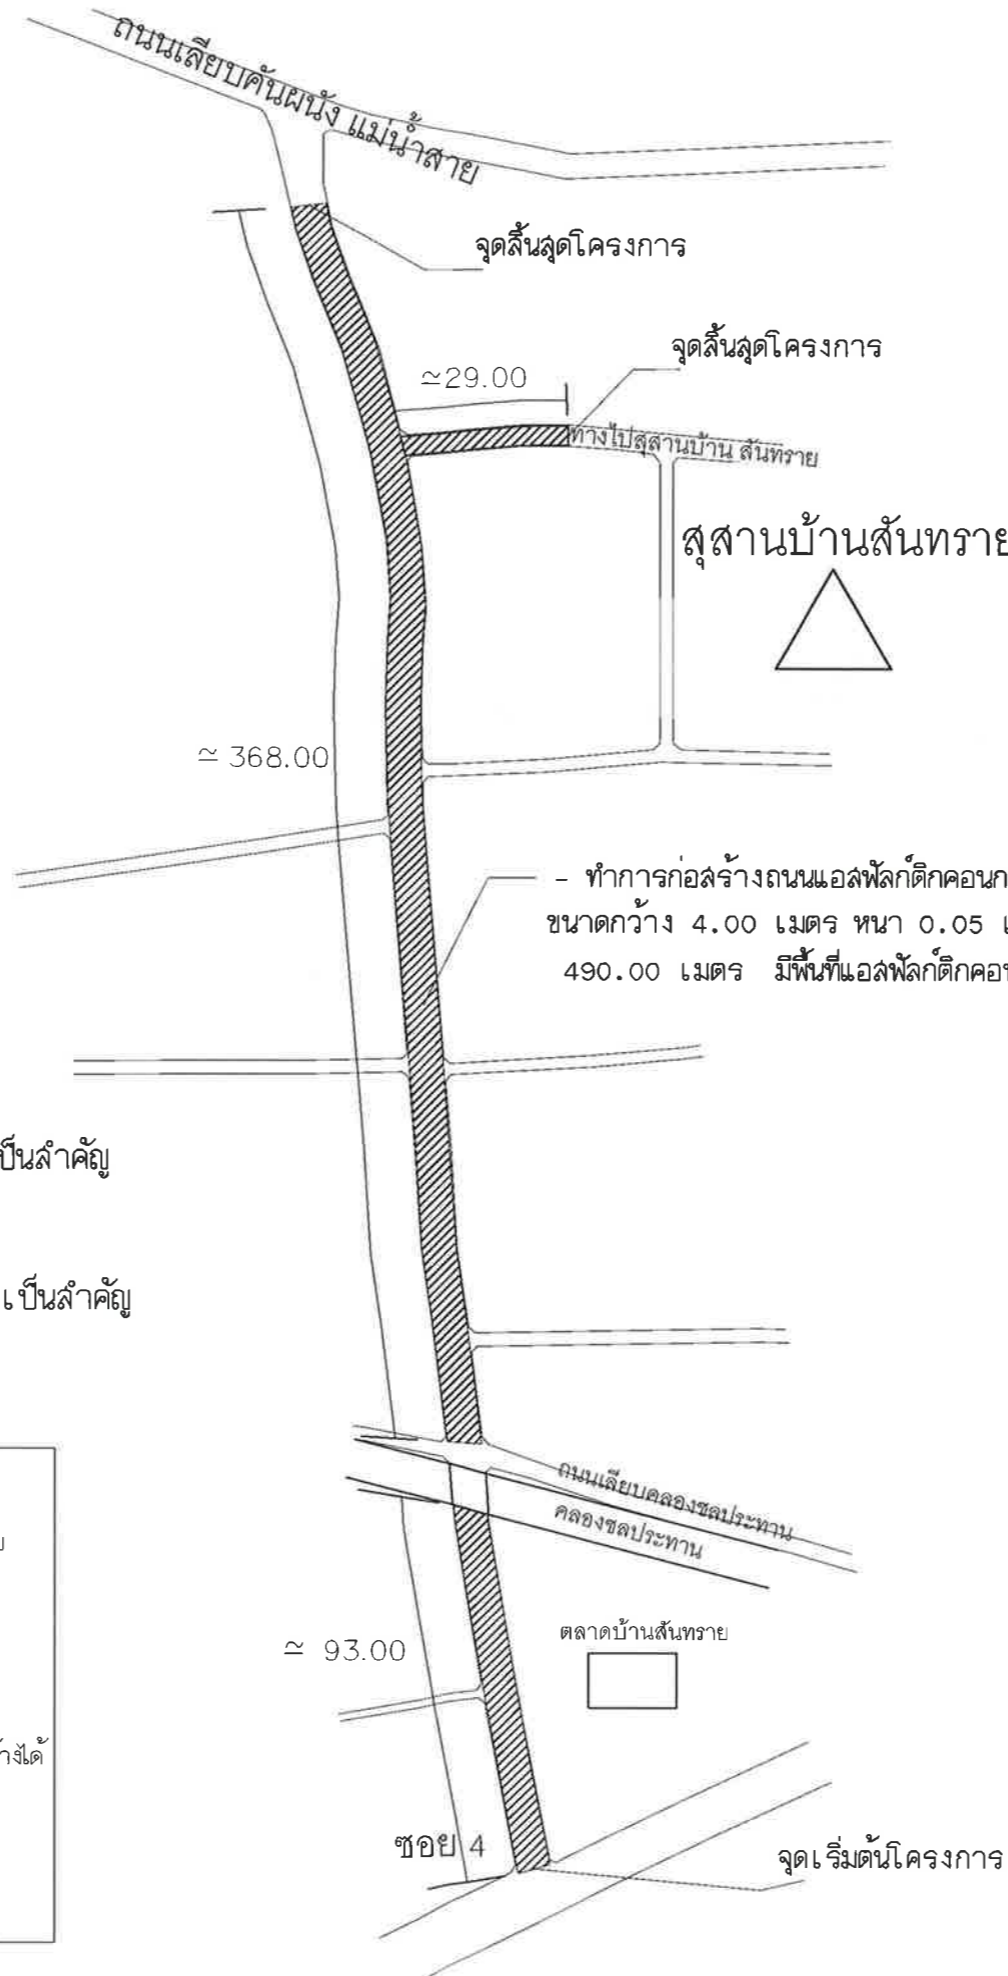 ถนนเลียบคันผนัง แม่น้ำสาย
จุดสิ้นสุดโครงการ
จุดสิ้นสุดโครงการ
≃29.00
ทางไปสุสานบ้าน สันทราย
สุสานบ้านสันทราย
≃ 368.00
- ทำการก่อสร้างถนนแอสฟัลก์ติกคอนก
ขนาดกว้าง 4.00 เมตร หนา 0.05 เ
490.00 เมตร มีพื้นที่แอสฟัลก์ติกคอน
เป็นสำคัญ
เป็นสำคัญ
ถนนเลียบคลองชลประทาน
คลองชลประทาน
ตลาดบ้านสันทราย
≃ 93.00
างได้
ซอย 4
จุดเริ่มต้นโครงการ